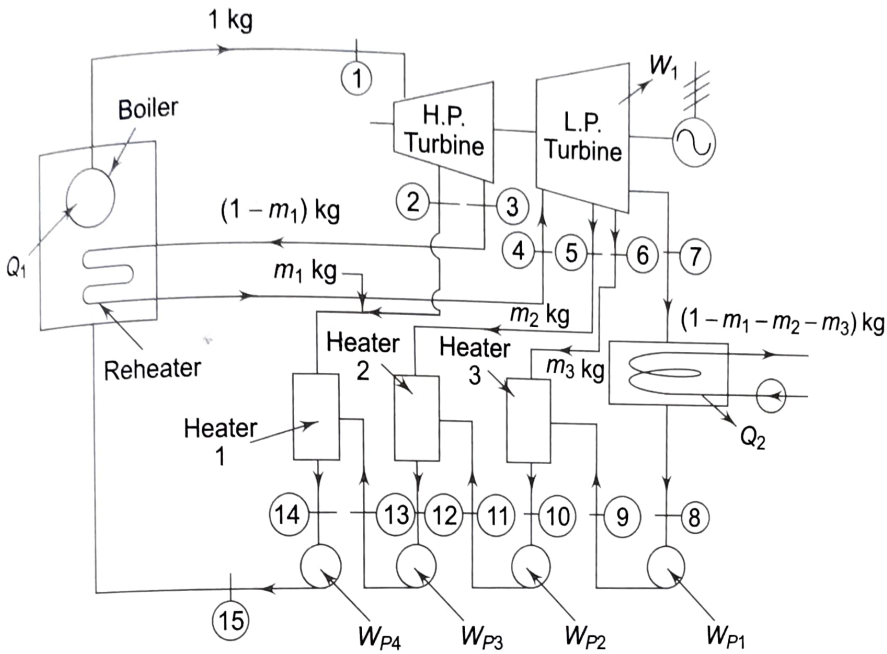 1 kg
1
W1
Boiler
H.P.
Turbine
L.P.
Turbine
(1 – m1) kg
2
3
4
5
6
7
Q1
m1 kg
m2 kg
(1 – m1 – m2 – m3) kg
Reheater
Heater
2
Heater
3
m3 kg
Heater
1
Q2
14
13
12
11
10
9
8
15
WP4
WP3
WP2
WP1